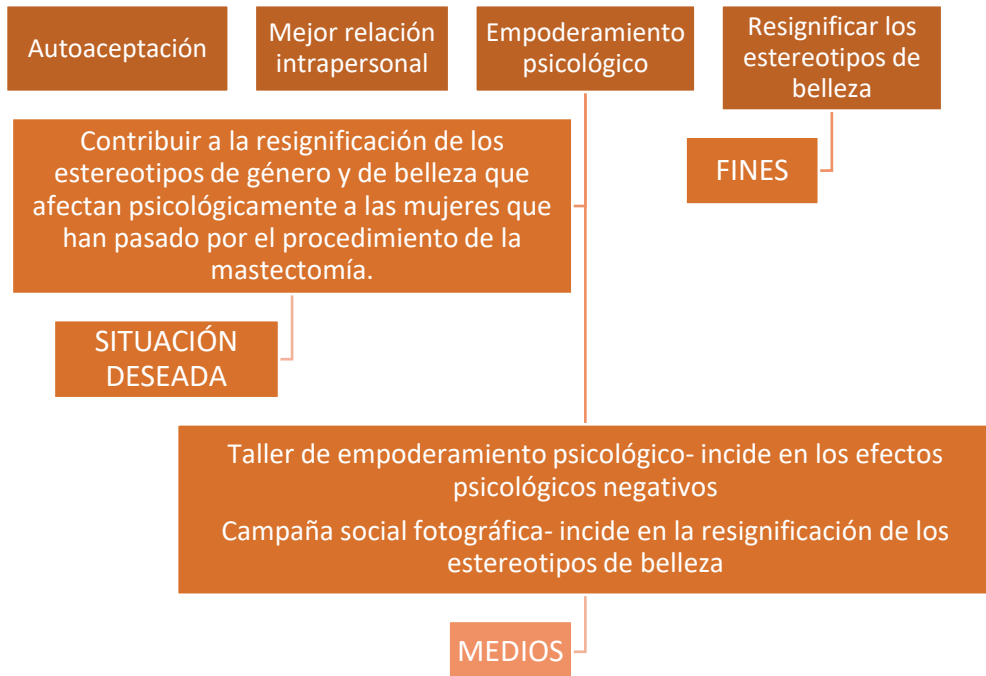 Autoaceptación
Mejor relación
intrapersonal
Empoderamiento
psicológico
Resignificar los
estereotipos de
belleza
Contribuir a la resignificación de los
estereotipos de género y de belleza que
afectan psicológicamente a las mujeres que
han pasado por el procedimiento de la
mastectomía.
FINES
SITUACIÓN
DESEADA
Taller de empoderamiento psicológico- incide en los efectos
psicológicos negativos
Campaña social fotográfica- incide en la resignificación de los
estereotipos de belleza
MEDIOS